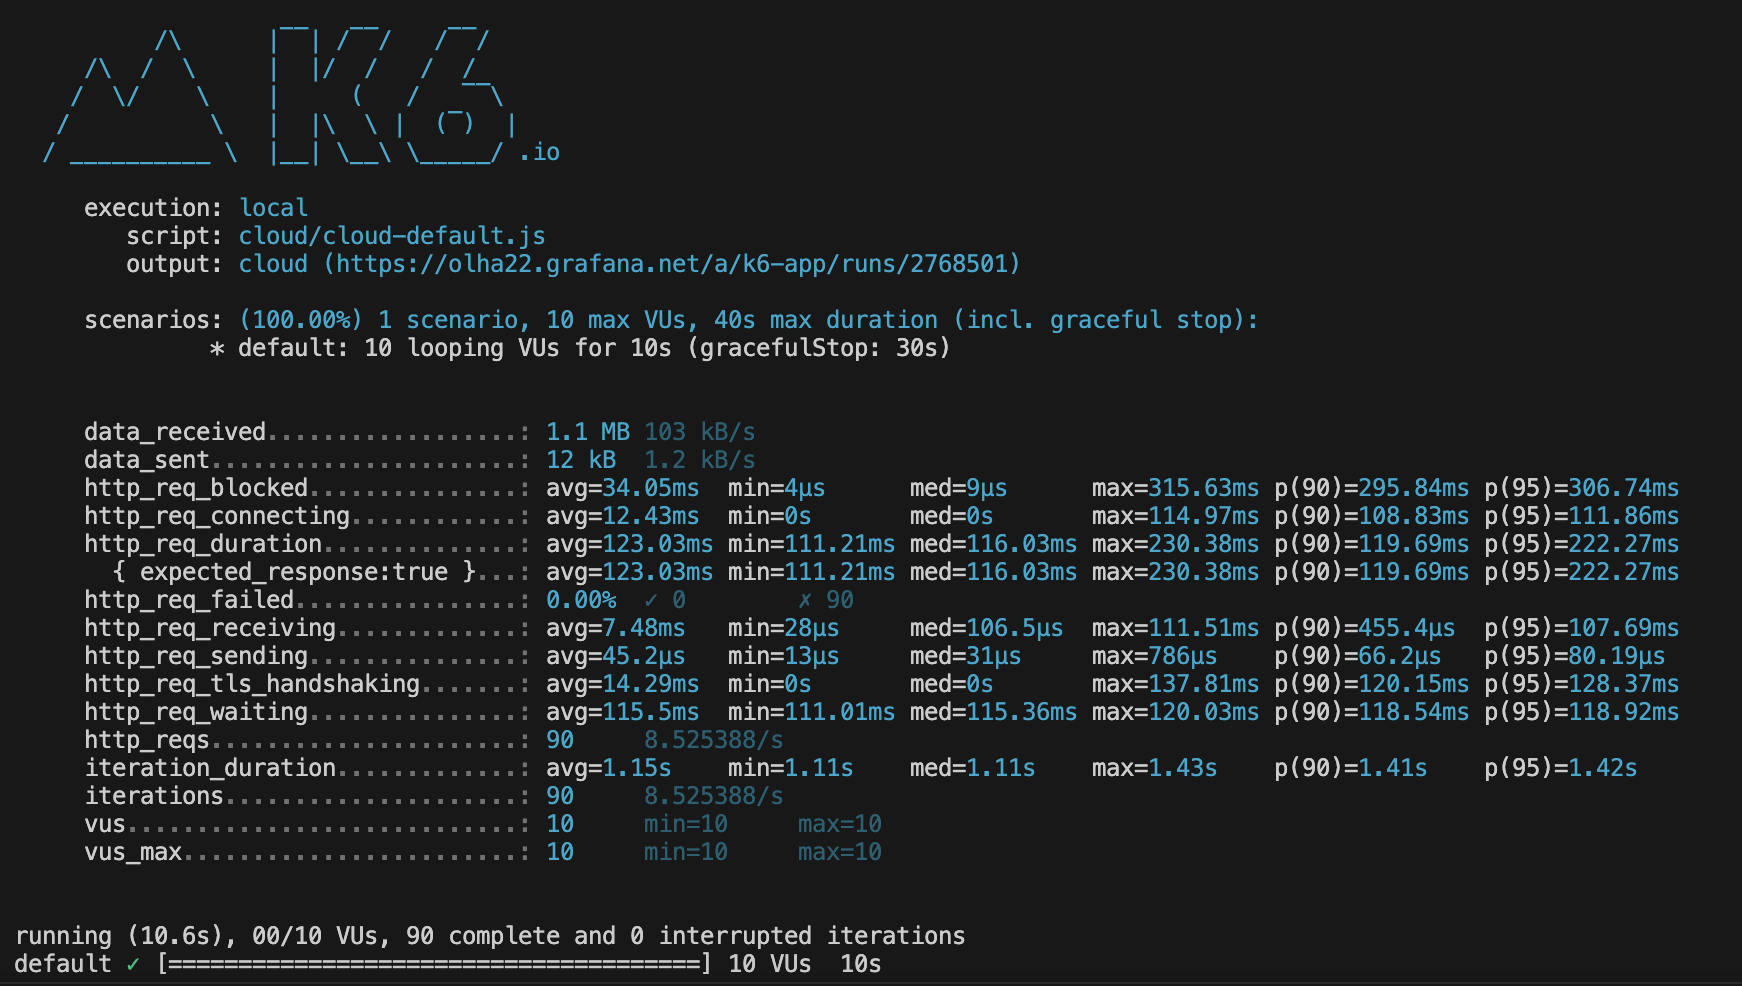 /\      |‾‾| /‾‾/   /‾‾/
     /\  /  \     |  |/  /   /  /
    /  \/    \    |     (   /   ‾‾\
   /          \   |  |\  \ |  (‾)  |
  / __________ \  |__| \__\ \_____/ .io
execution: local
script: cloud/cloud-default.js
output: cloud (https://olha22.grafana.net/a/k6-app/runs/2768501)
scenarios: (100.00%) 1 scenario, 10 max VUs, 40s max duration (incl. graceful stop):
* default: 10 looping VUs for 10s (gracefulStop: 30s)
data_received..................: 1.1 MB 103 kB/s
data_sent.......................: 12 kB 1.2 kB/s
http_req_blocked................: avg=34.05ms min=4µs med=9µs max=315.63ms p(90)=295.84ms p(95)=306.74ms
http_req_connecting.............: avg=12.43ms min=0s med=0s max=114.97ms p(90)=108.83ms p(95)=111.86ms
http_req_duration...............: avg=123.03ms min=111.21ms med=116.03ms max=230.38ms p(90)=119.69ms p(95)=222.27ms
{ expected_response:true }...: avg=123.03ms min=111.21ms med=116.03ms max=230.38ms p(90)=119.69ms p(95)=222.27ms
http_req_failed.................: 0.00% ✓ 0 ✗ 90
http_req_receiving..............: avg=7.48ms min=28µs med=106.5µs max=111.51ms p(90)=455.4µs p(95)=107.69ms
http_req_sending................: avg=45.2µs min=13µs med=31µs max=786µs p(90)=66.2µs p(95)=80.19µs
http_req_tls_handshaking........: avg=14.29ms min=0s med=0s max=137.81ms p(90)=120.15ms p(95)=128.37ms
http_req_waiting................: avg=115.5ms min=111.01ms med=115.36ms max=120.03ms p(90)=118.54ms p(95)=118.92ms
http_reqs.......................: 90 8.525388/s
iteration_duration..............: avg=1.15s min=1.11s med=1.11s max=1.43s p(90)=1.41s p(95)=1.42s
iterations......................: 90 8.525388/s
vus.............................: 10 min=10 max=10
vus_max.........................: 10 min=10 max=10
running (10.6s), 00/10 VUs, 90 complete and 0 interrupted iterations
default ✓ [======================================] 10 VUs 10s